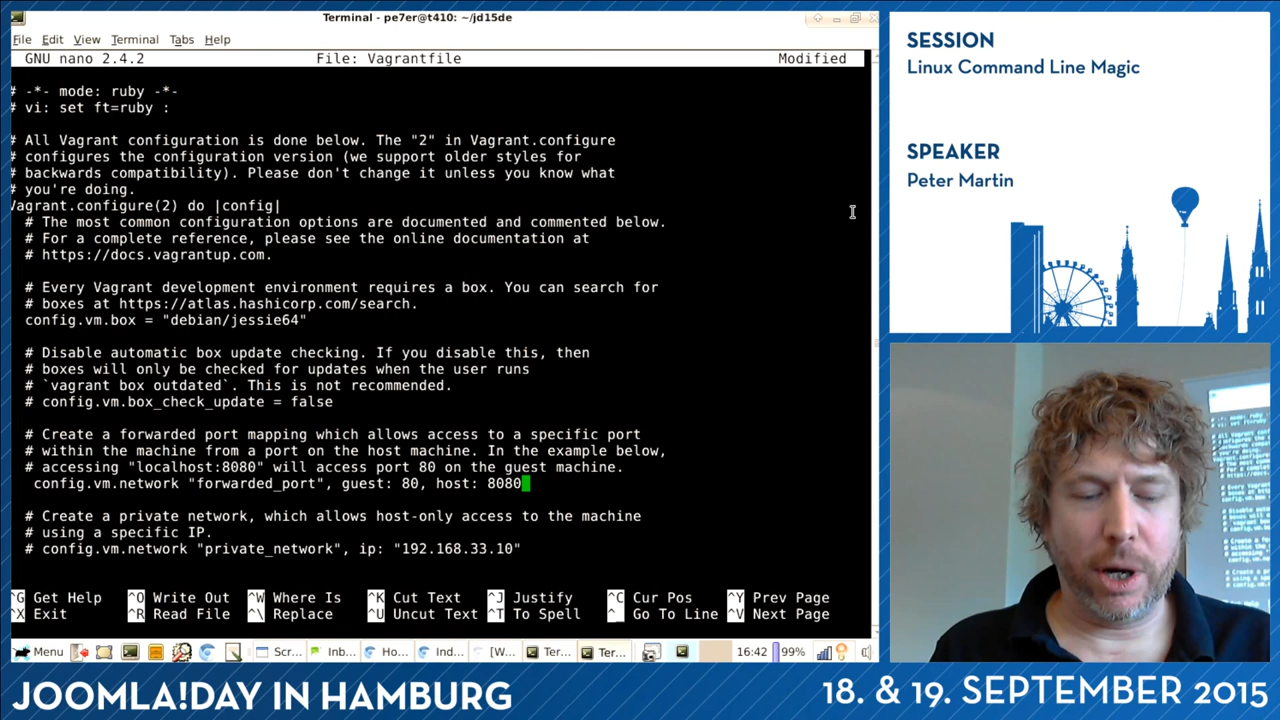 Terminal - pe7er@t410: ~/jd15de
File Edit View Terminal Tabs Help
GNU nano 2.4.2 File: Vagrantfile Modified
# -*- mode: ruby -*-
# vi: set ft=ruby :
# All Vagrant configuration is done below. The "2" in Vagrant.configure
# configures the configuration version (we support older styles for
# backwards compatibility). Please don't change it unless you know what
# you're doing.
Vagrant.configure(2) do |config|
# The most common configuration options are documented and commented below.
# For a complete reference, please see the online documentation at
# https://docs.vagrantup.com.
# Every Vagrant development environment requires a box. You can search for
# boxes at https://atlas.hashicorp.com/search.
config.vm.box = "debian/jessie64"
# Disable automatic box update checking. If you disable this, then
# boxes will only be checked for updates when the user runs
# `vagrant box outdated`. This is not recommended.
# config.vm.box_check_update = false
# Create a forwarded port mapping which allows access to a specific port
# within the machine from a port on the host machine. In the example below,
# accessing "localhost:8080" will access port 80 on the guest machine.
config.vm.network "forwarded_port", guest: 80, host: 8080
# Create a private network, which allows host-only access to the machine
# using a specific IP.
# config.vm.network "private_network", ip: "192.168.33.10"
^G Get Help ^O Write Out ^W Where Is ^K Cut Text ^J Justify ^C Cur Pos ^Y Prev Page
^X Exit ^R Read File ^\ Replace ^U Uncut Text ^T To Spell ^_ Go To Line ^V Next Page
Menu Scr... Inb... Ho... Ind... [W... Ter... Ter... 16:42 99%
SESSION
Linux Command Line Magic
SPEAKER
Peter Martin
JOOMLA!DAY IN HAMBURG
18. & 19. SEPTEMBER 2015